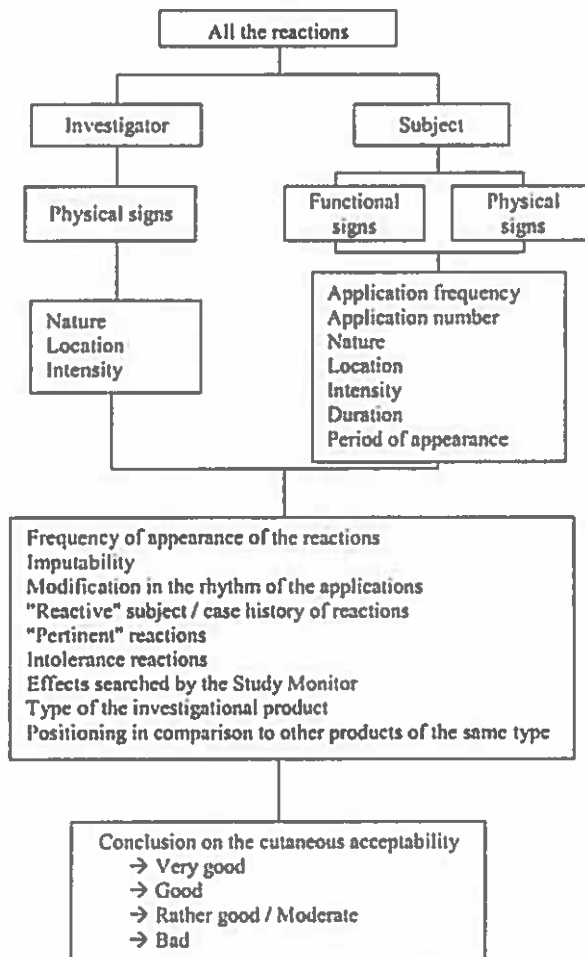 All the reactions
Investigator
Subject
Physical signs
Functional
signs
Physical
signs
Nature
Location
Intensity
Application frequency
Application number
Nature
Location
Intensity
Duration
Period of appearance
Frequency of appearance of the reactions
Imputability
Modification in the rhythm of the applications
"Reactive" subject / case history of reactions
"Pertinent" reactions
Intolerance reactions
Effects searched by the Study Monitor
Type of the investigational product
Positioning in comparison to other products of the same type
Conclusion on the cutaneous acceptability
→ Very good
→ Good
→ Rather good / Moderate
→ Bad